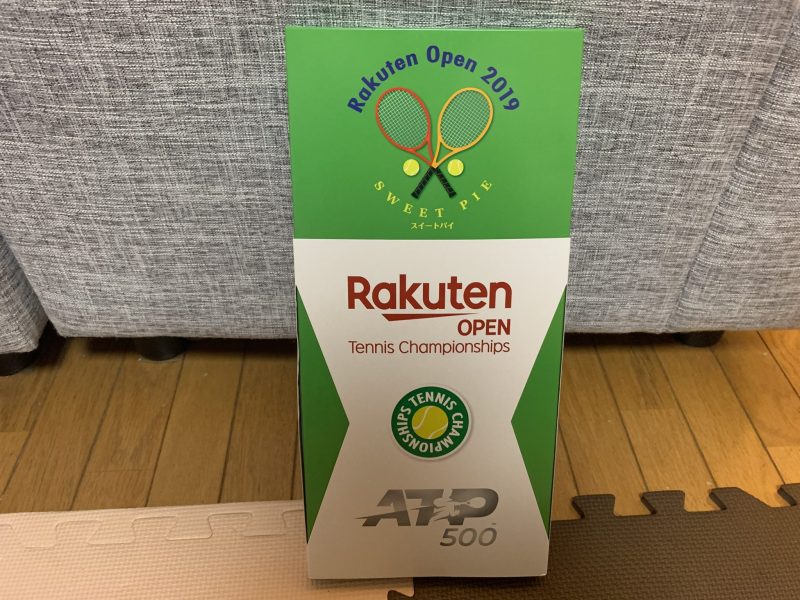 Rakuten Open 2019
SWEET PIE
スイートパイ
Rakuten
OPEN
Tennis Championships
TENNIS CHAMPIONSHIPS
ATP
500